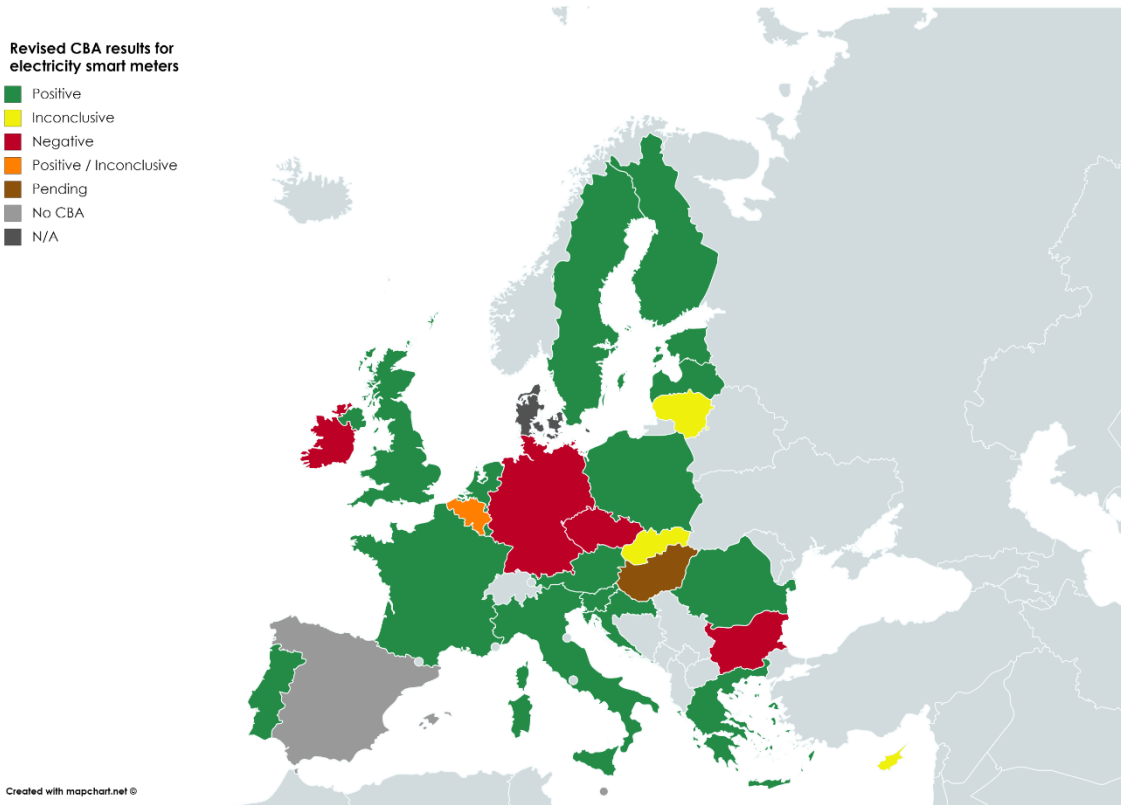 Revised CBA results for
electricity smart meters
Positive
Inconclusive
Negative
Positive / Inconclusive
Pending
No CBA
N/A
Created with mapchart.net ©